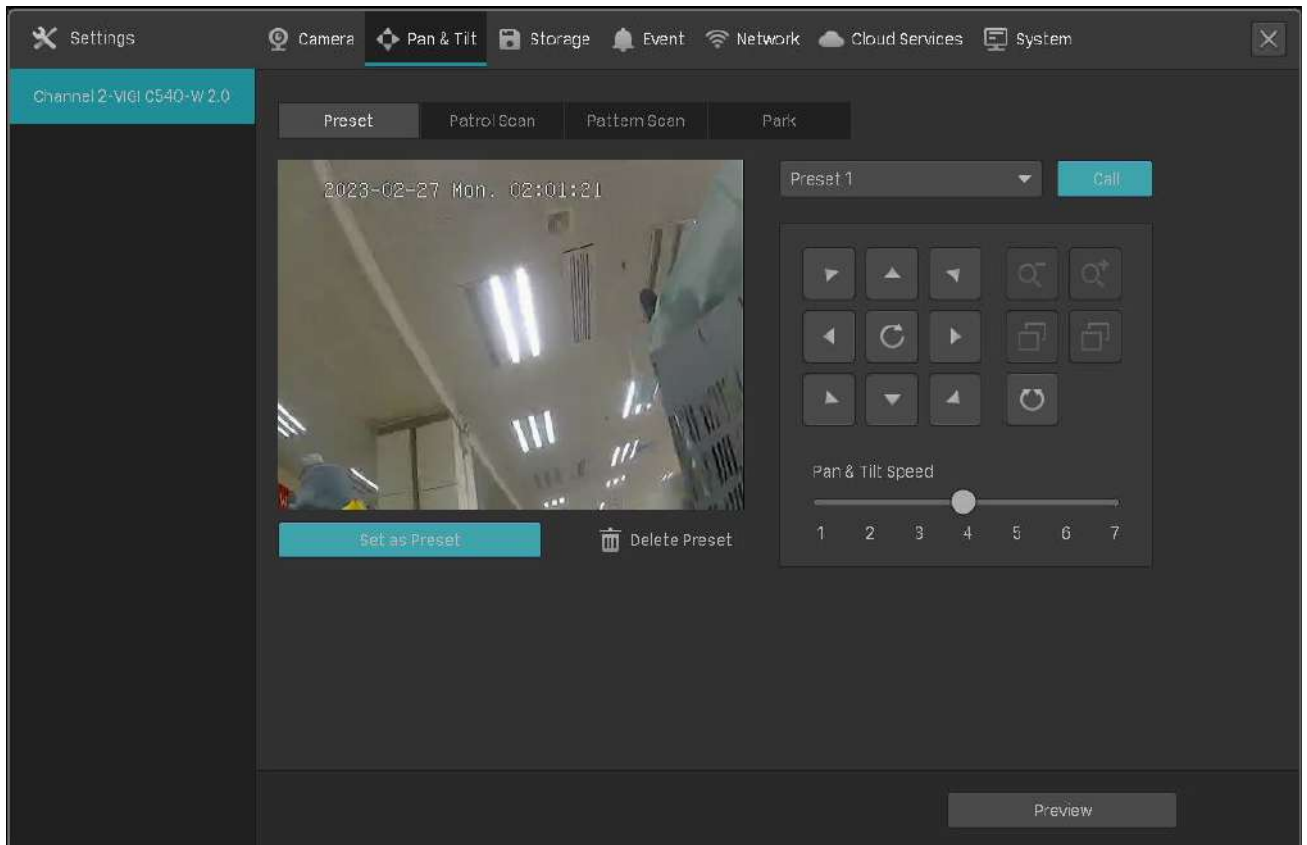 Settings
Camera
Pan & Tilt
Storage
Event
Network
Cloud Services
System
Channel 2-VIGI C540-W 2.0
Preset
Patrol Scan
Pattern Scan
Park
2023-02-27 Mon. 02:01:21
Preset 1
Call
Pan & Tilt Speed
1 2 3 4 5 6 7
Set as Preset
Delete Preset
Preview